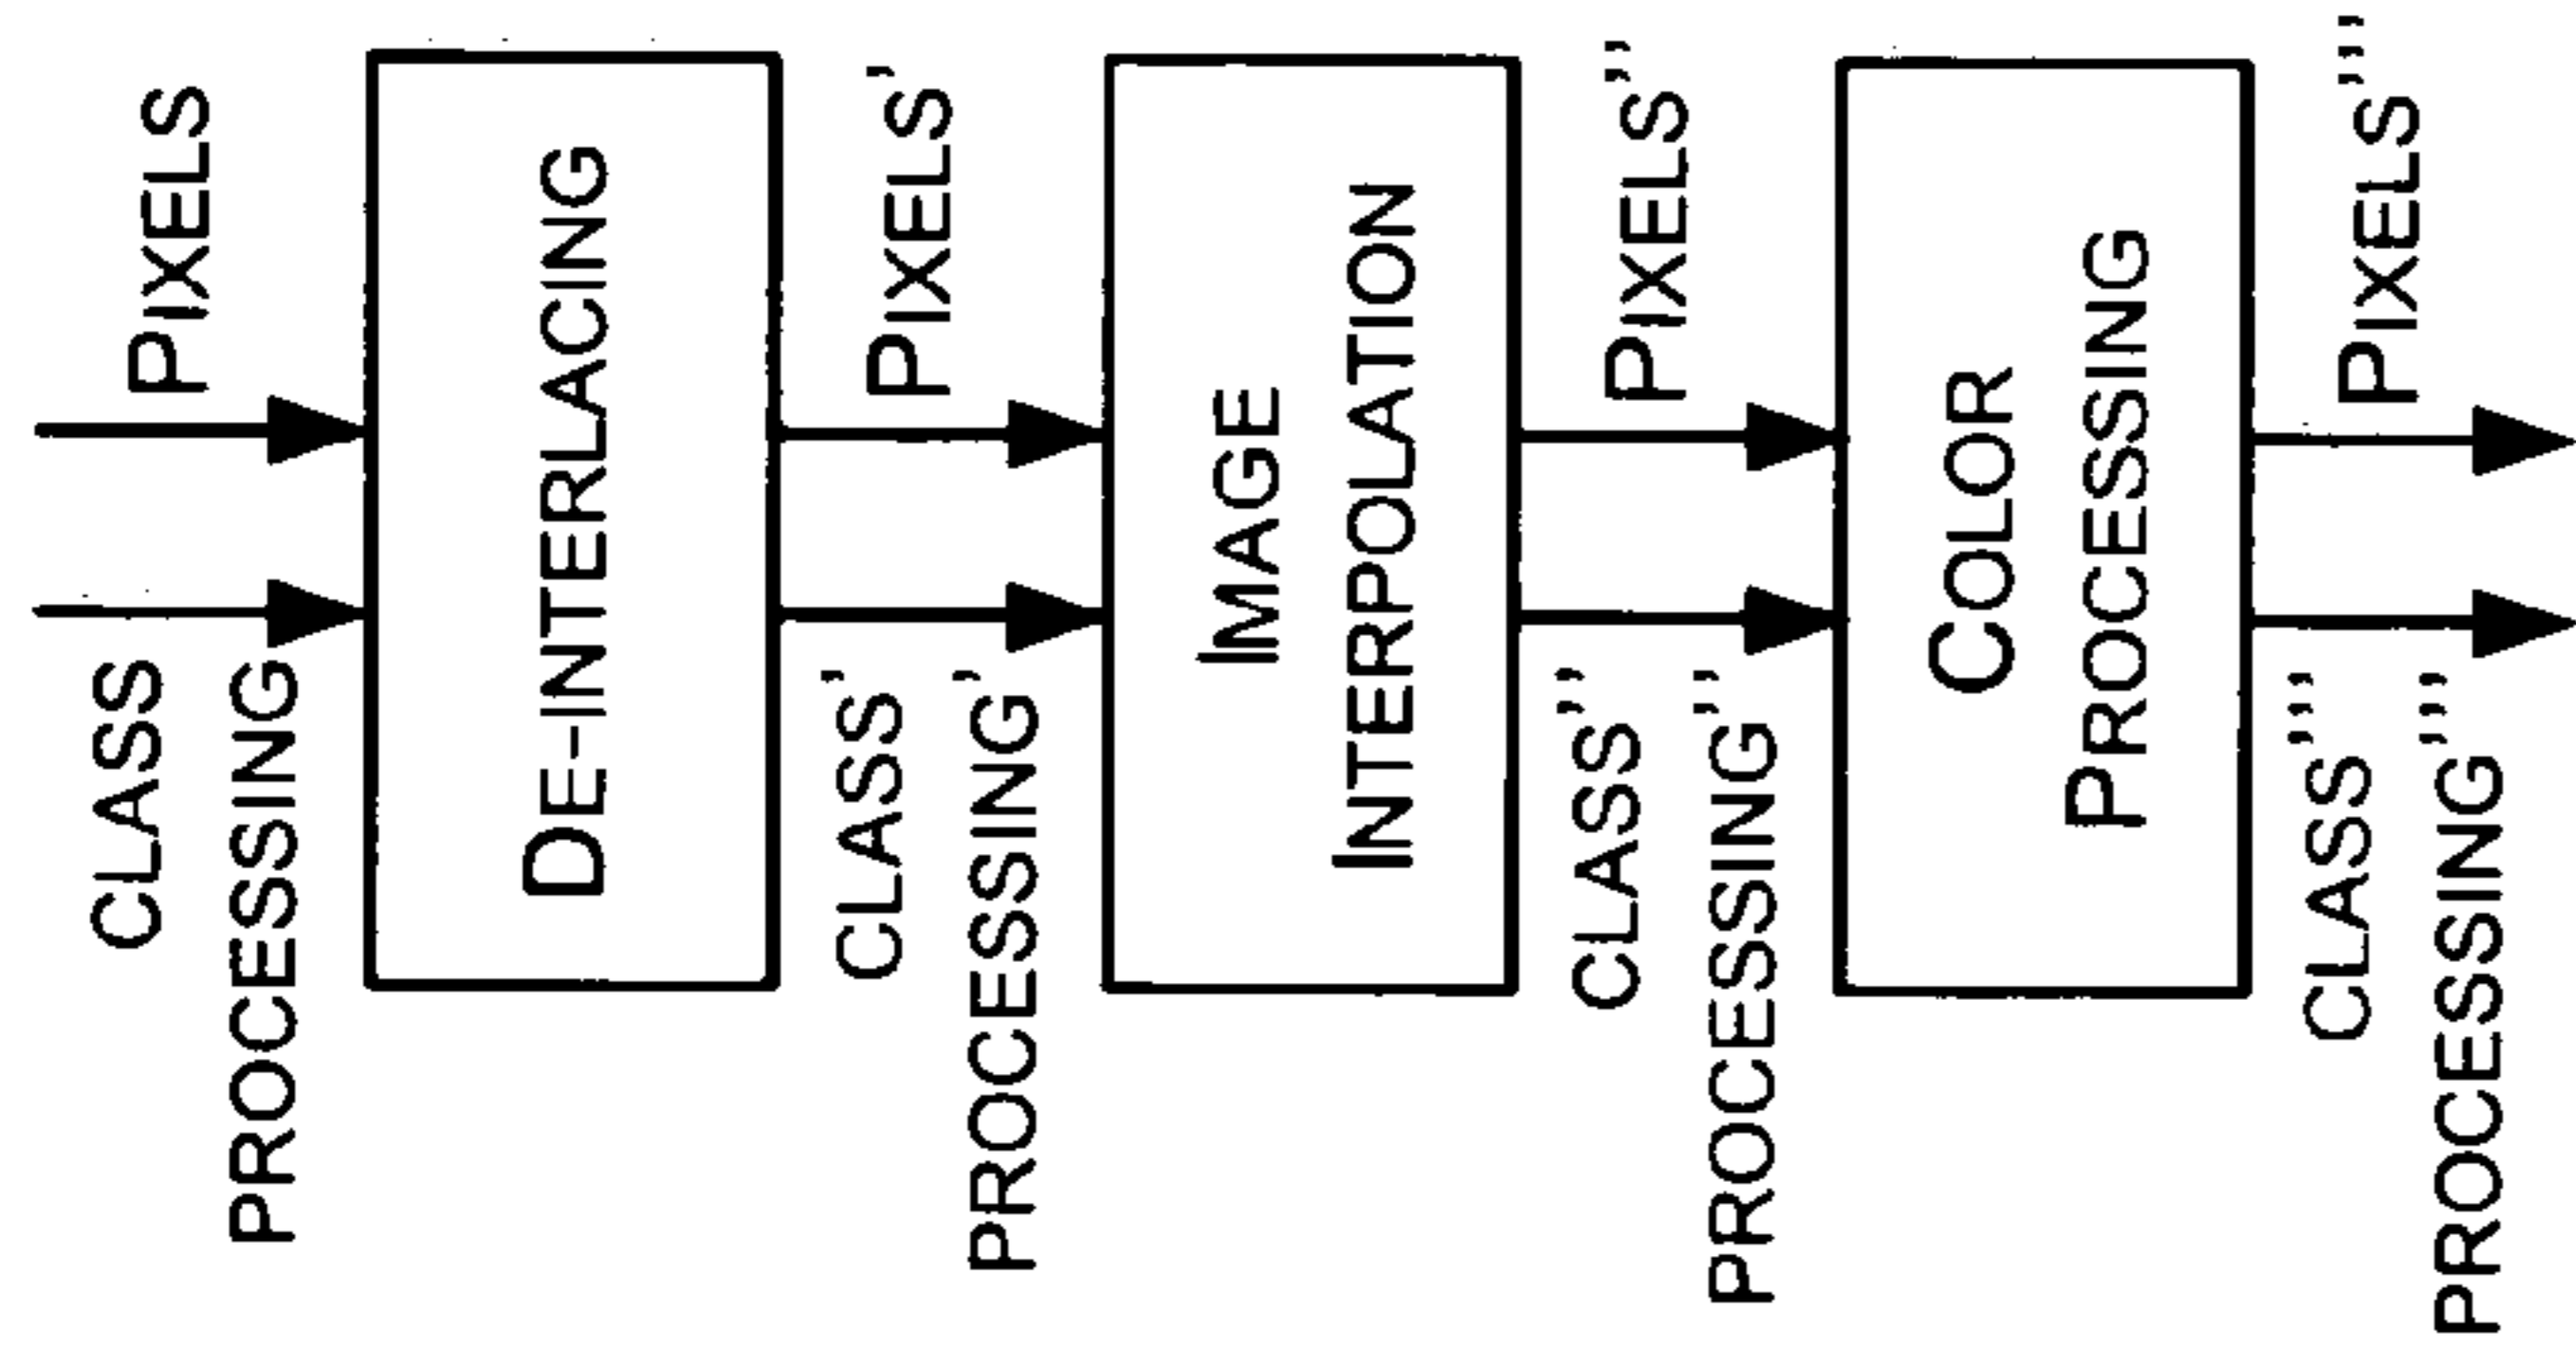 CLASS
PROCESSING
PIXELS
DE-INTERLACING
CLASS'
PROCESSING'
PIXELS'
IMAGE
INTERPOLATION
CLASS''
PROCESSING''
PIXELS''
COLOR
PROCESSING
CLASS'''
PROCESSING'''
PIXELS'''